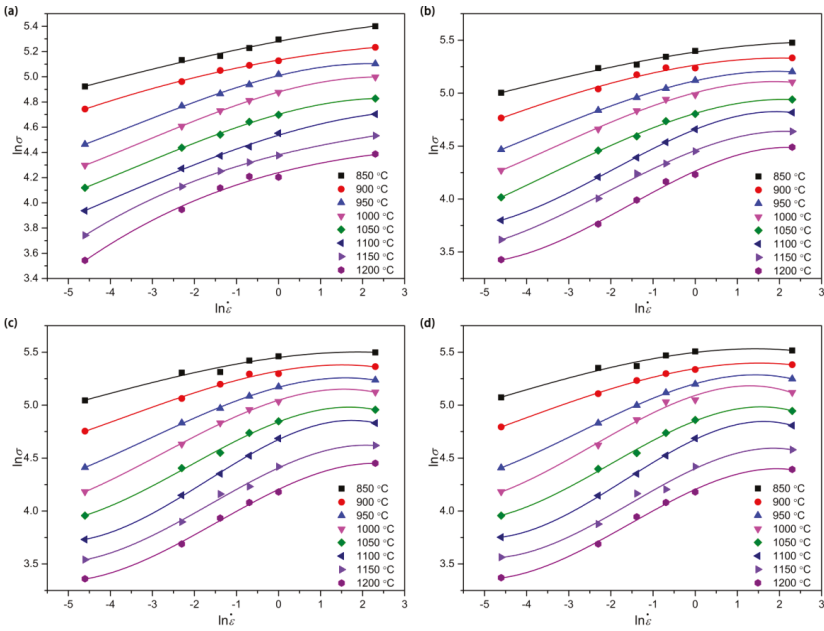 (a)
5.4
5.2
5.0
4.8
4.6
4.4
4.2
4.0
3.8
3.6
3.4
lnσ
850 °C
900 °C
950 °C
1000 °C
1050 °C
1100 °C
1150 °C
1200 °C
-5 -4 -3 -2 -1 0 1 2 3
lnε̇
(b)
5.5
5.0
4.5
4.0
3.5
lnσ
850 °C
900 °C
950 °C
1000 °C
1050 °C
1100 °C
1150 °C
1200 °C
-5 -4 -3 -2 -1 0 1 2 3
lnε̇
(c)
5.5
5.0
4.5
4.0
3.5
lnσ
850 °C
900 °C
950 °C
1000 °C
1050 °C
1100 °C
1150 °C
1200 °C
-5 -4 -3 -2 -1 0 1 2 3
lnε̇
(d)
5.5
5.0
4.5
4.0
3.5
lnσ
850 °C
900 °C
950 °C
1000 °C
1050 °C
1100 °C
1150 °C
1200 °C
-5 -4 -3 -2 -1 0 1 2 3
lnε̇